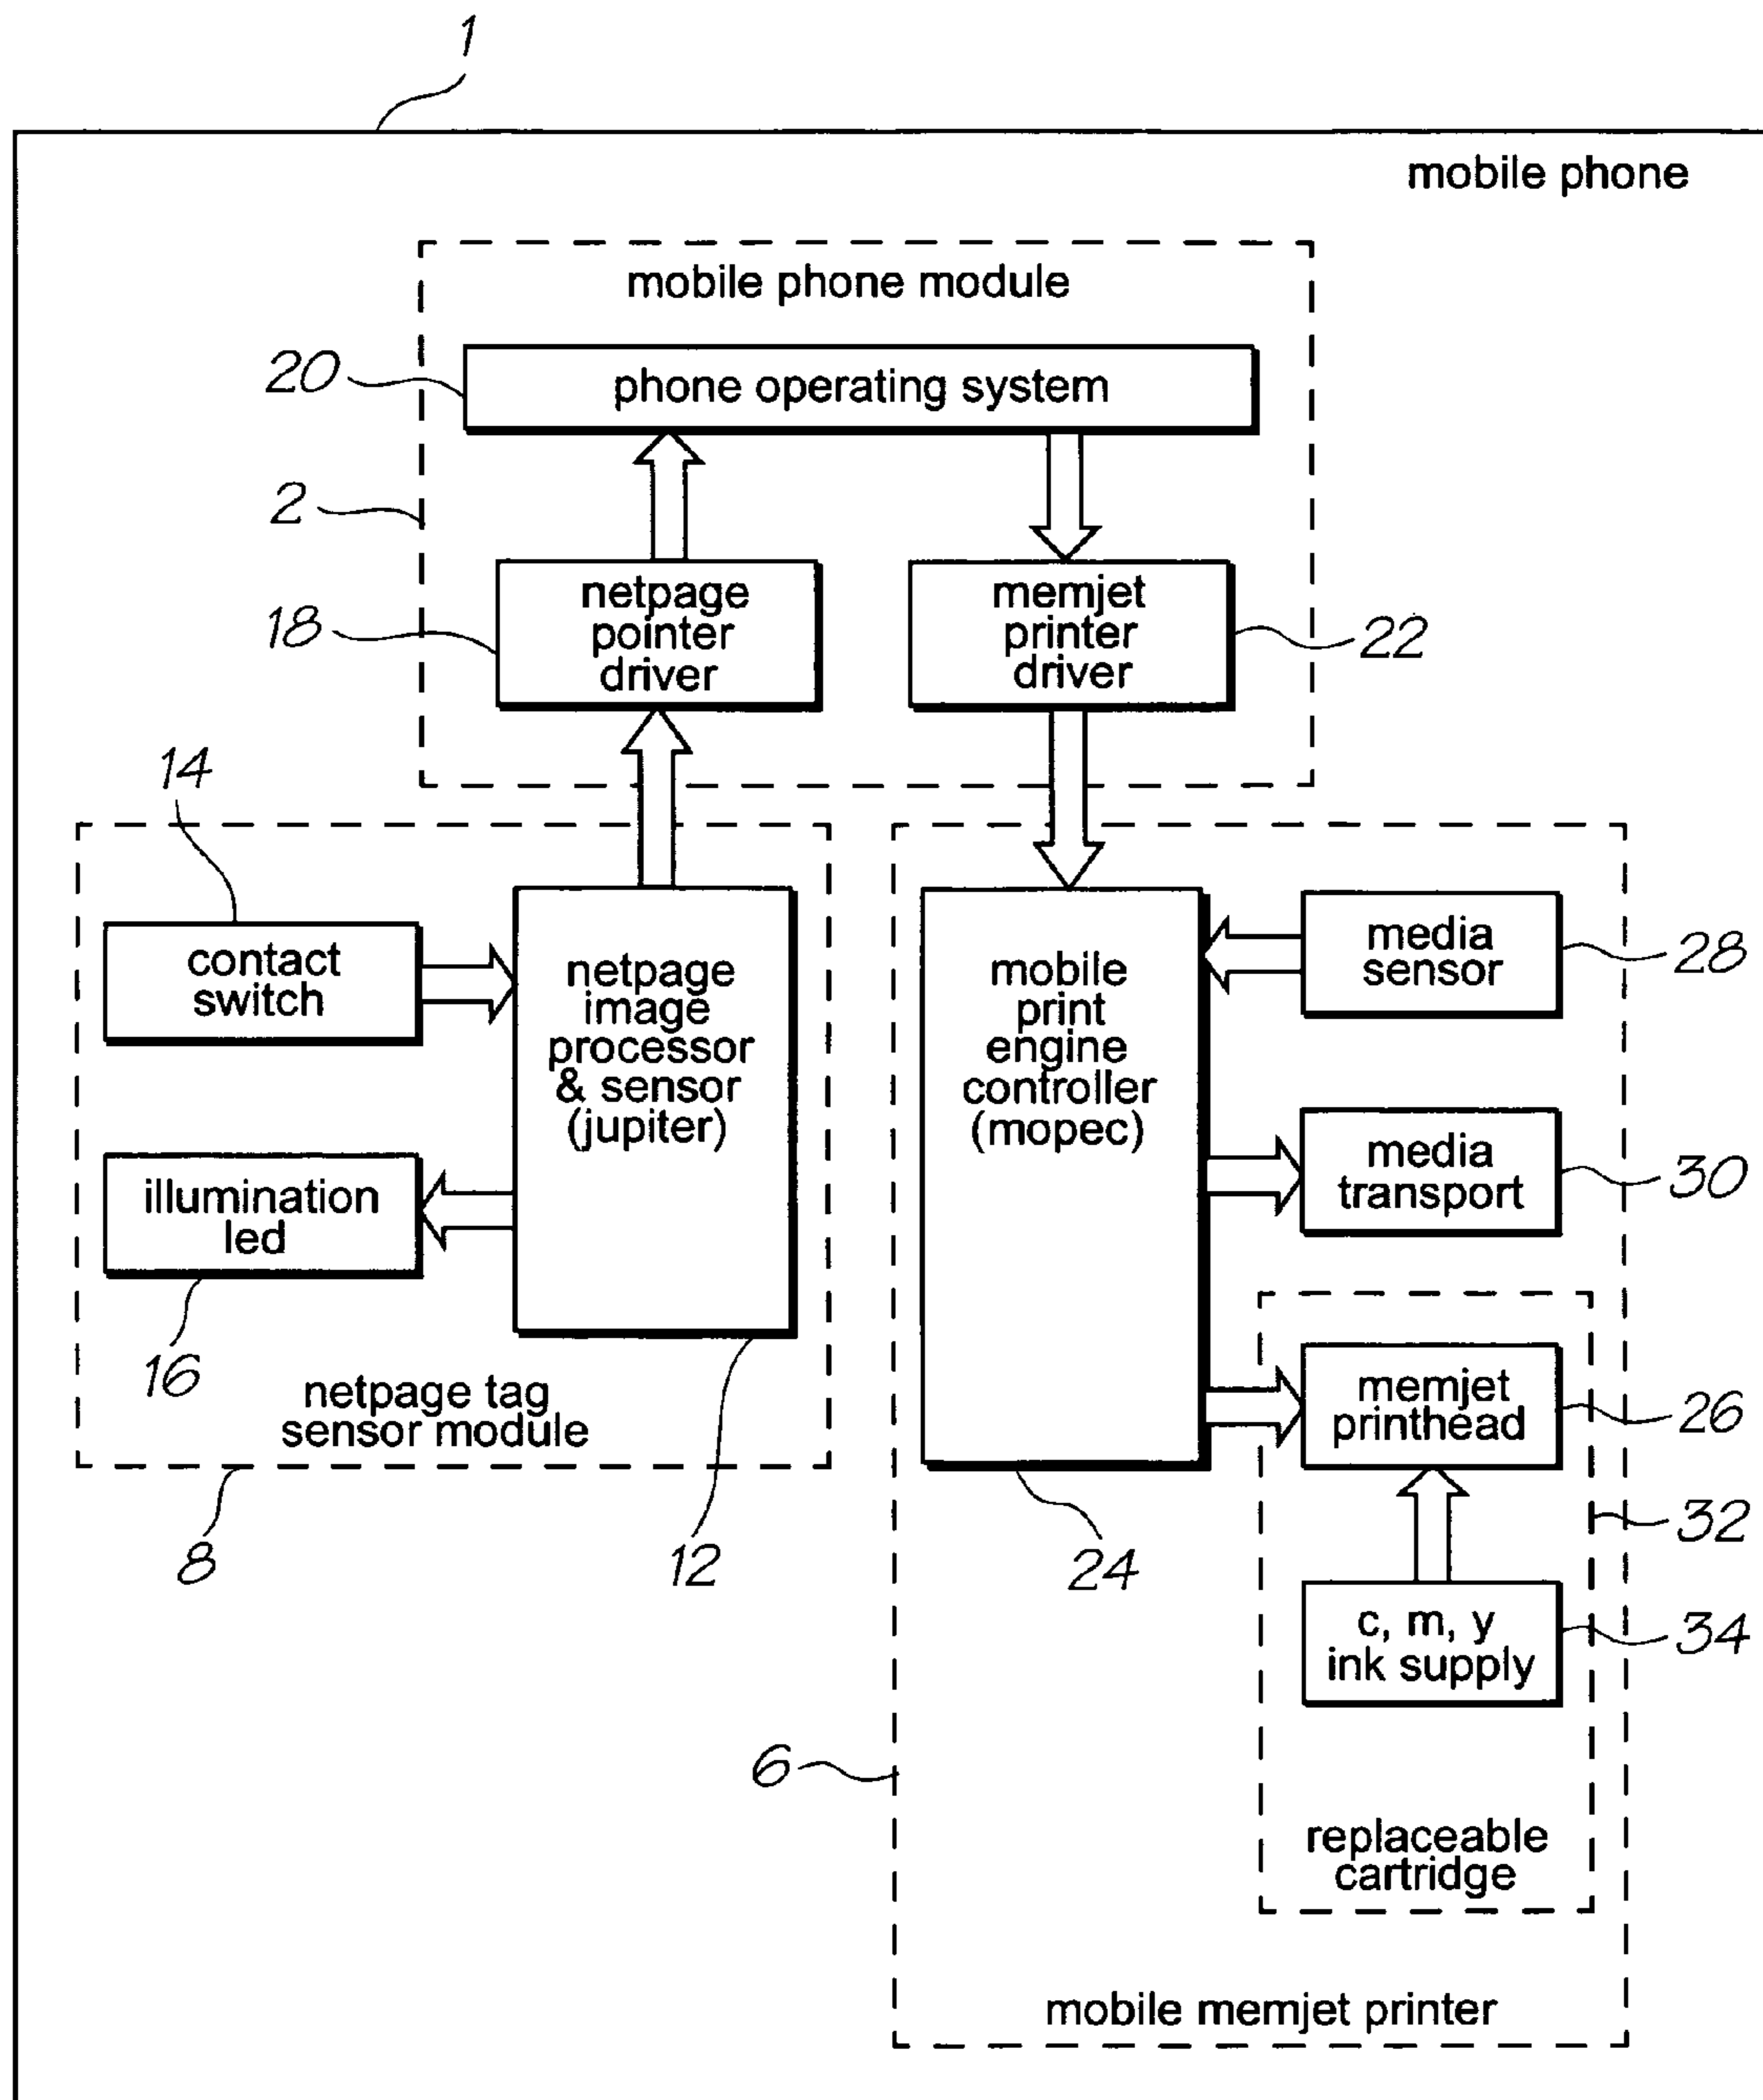 1
mobile phone
mobile phone module
20
phone operating system
2
18
netpage
pointer
driver
memjet
printer
driver
22
14
contact
switch
netpage
image
processor
& sensor
(jupiter)
illumination
led
16
netpage tag
sensor module
8
12
mobile
print
engine
controller
(mopec)
media
sensor
28
media
transport
30
memjet
printhead
26
32
24
c, m, y
ink supply
34
6
replaceable
cartridge
mobile memjet printer